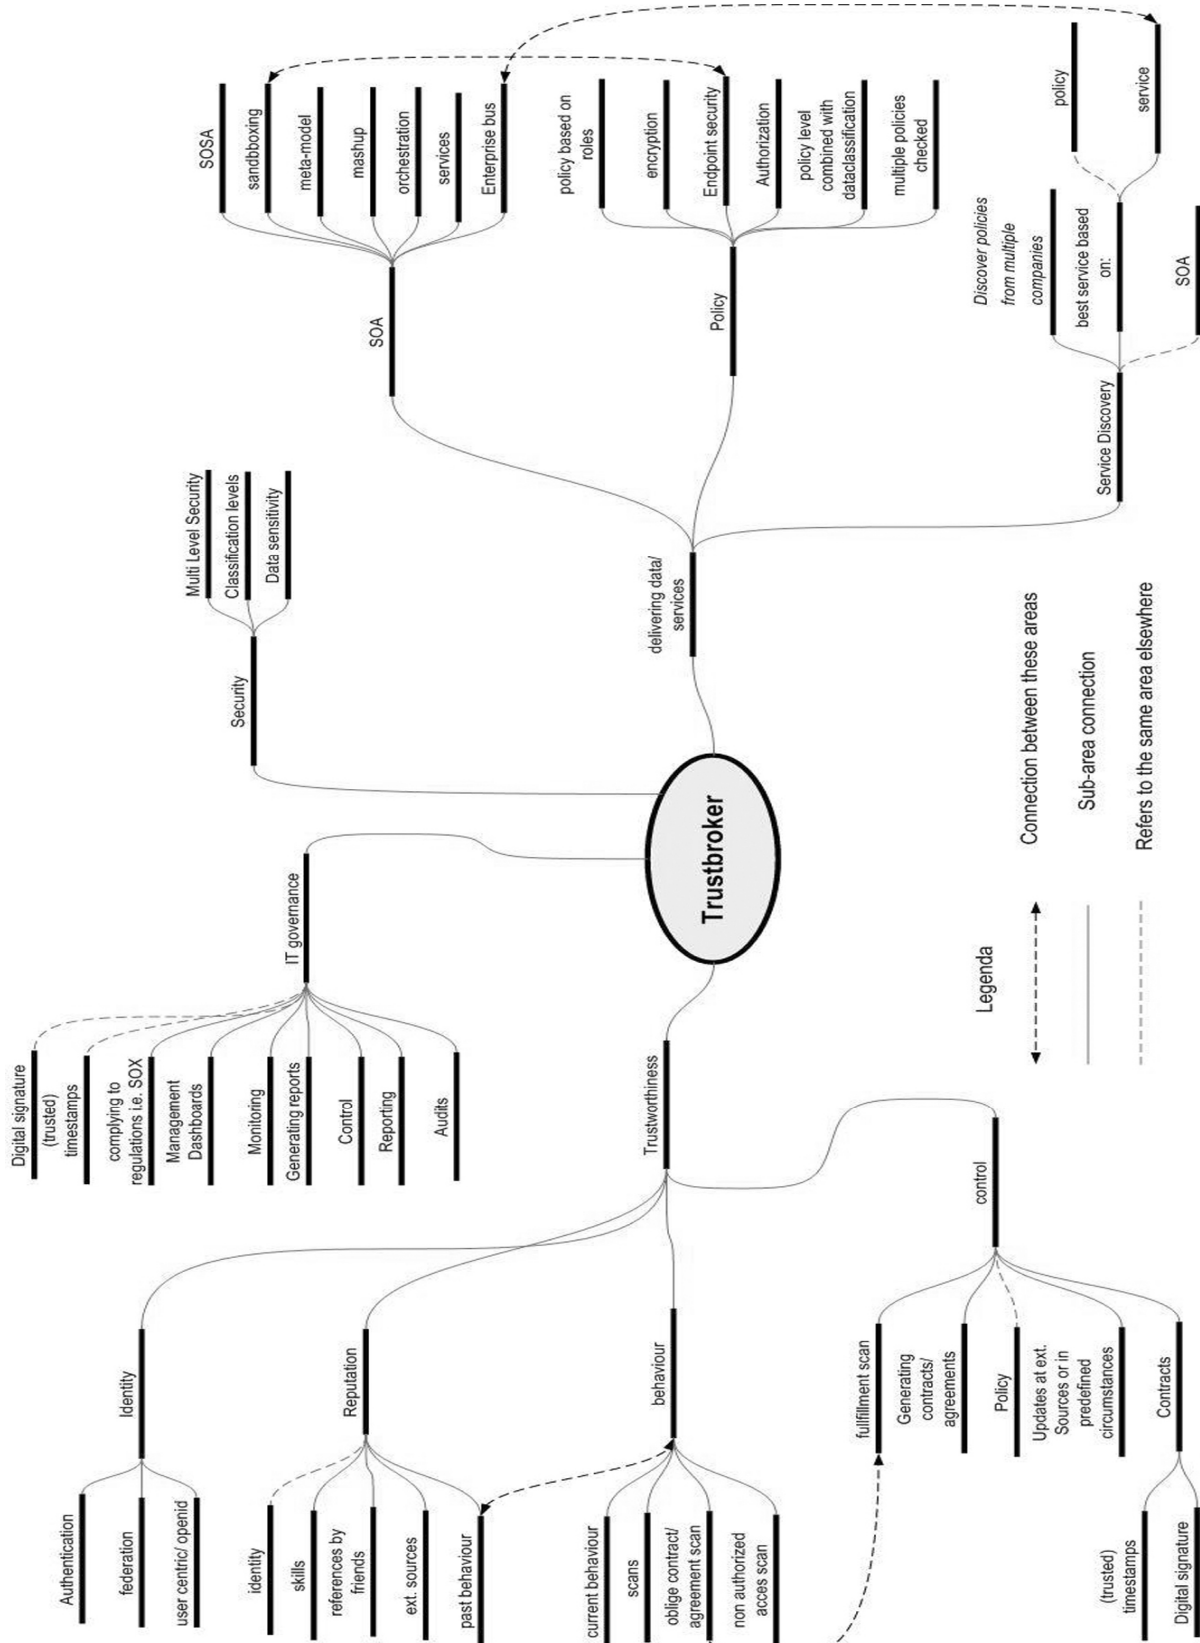 SOSA
sandbboxing
meta-model
mashup
orchestration
services
Enterprise bus
SOA
policy based on
roles
encryption
Endpoint security
Authorization
policy level
combined with
dataclassification
multiple policies
checked
Policy
policy
service
Discover policies
from multiple
companies
best service based
on:
SOA
Service Discovery
delivering data/
services
Multi Level Security
Classification levels
Data sensitivity
Security
Trustbroker
IT governance
Digital signature
(trusted)
timestamps
complying to
regulations i.e. SOX
Management
Dashboards
Monitoring
Generating reports
Control
Reporting
Audits
Trustworthiness
Identity
Authentication
federation
user centric/ openid
Reputation
identity
skills
references by
friends
ext. sources
past behaviour
behaviour
current behaviour
scans
oblige contract/
agreement scan
non authorized
acces scan
control
fullfillment scan
Generating
contracts/
agreements
Policy
Updates at ext.
Sources or in
predefined
circumstances
Contracts
(trusted)
timestamps
Digital signature
Legenda
Connection between these areas
Sub-area connection
Refers to the same area elsewhere